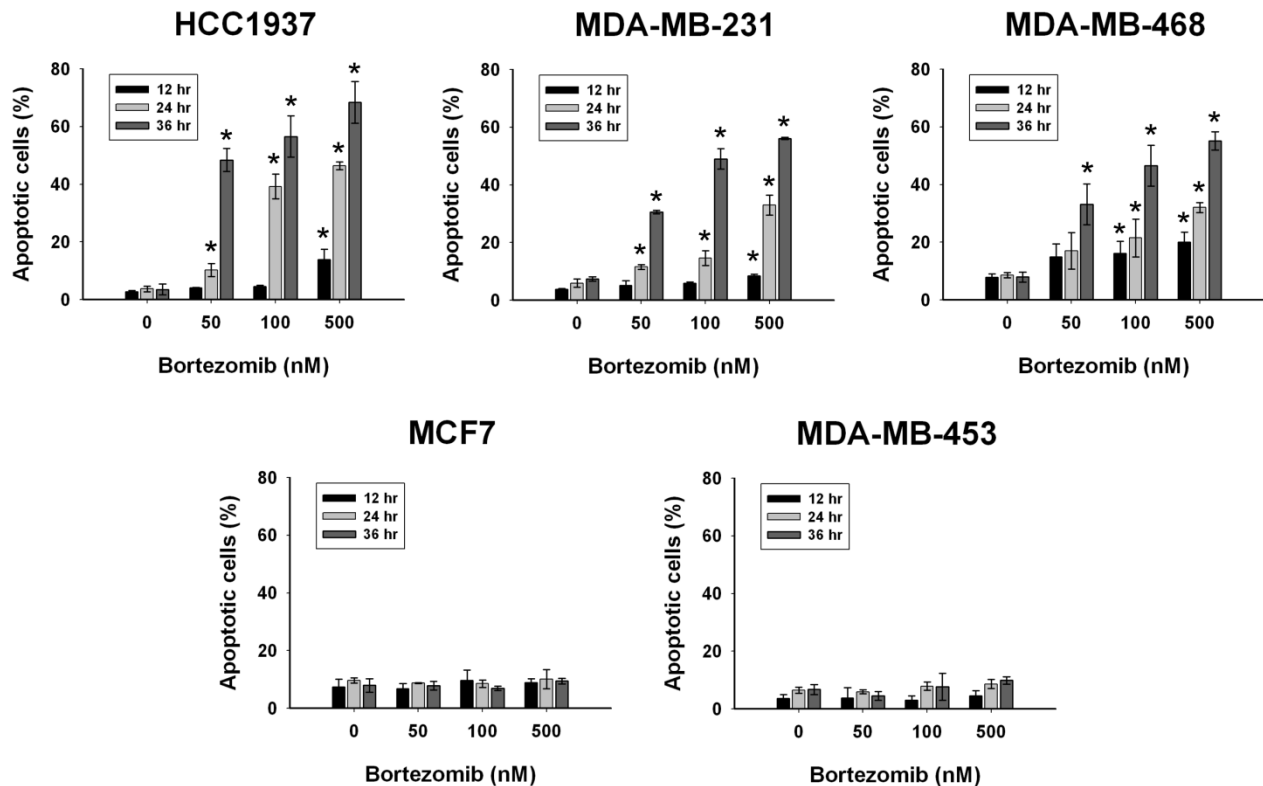 HCC1937
MDA-MB-231
MDA-MB-468
Apoptotic cells (%)
80
60
40
20
0
12 hr
24 hr
36 hr
*
*
*
*
*
*
*
0
50
100
500
Bortezomib (nM)
Apoptotic cells (%)
80
60
40
20
0
12 hr
24 hr
36 hr
*
*
*
*
*
*
*
0
50
100
500
Bortezomib (nM)
Apoptotic cells (%)
80
60
40
20
0
12 hr
24 hr
36 hr
*
*
*
*
*
*
*
0
50
100
500
Bortezomib (nM)
MCF7
MDA-MB-453
Apoptotic cells (%)
80
60
40
20
0
12 hr
24 hr
36 hr
0
50
100
500
Bortezomib (nM)
Apoptotic cells (%)
80
60
40
20
0
12 hr
24 hr
36 hr
0
50
100
500
Bortezomib (nM)